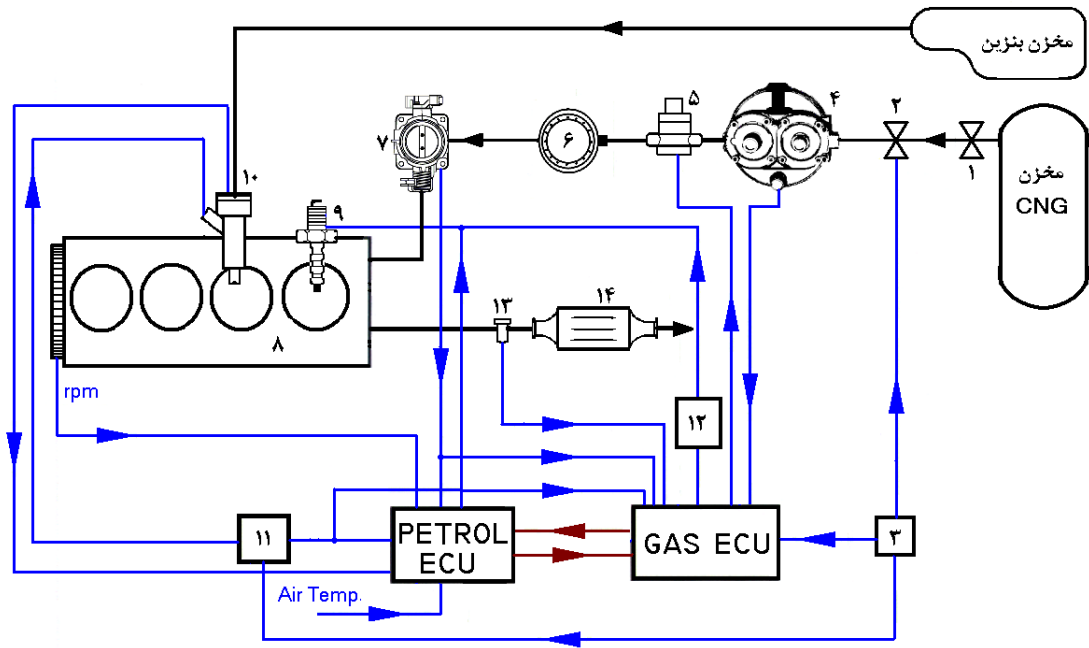 مخزن بنزین
۱
۲
۴
۵
۶
۷
مخزن
CNG
۱۰
۹
۸
۱۳
۱۴
rpm
۱۲
۱۱
PETROL
ECU
GAS ECU
۳
Air Temp.